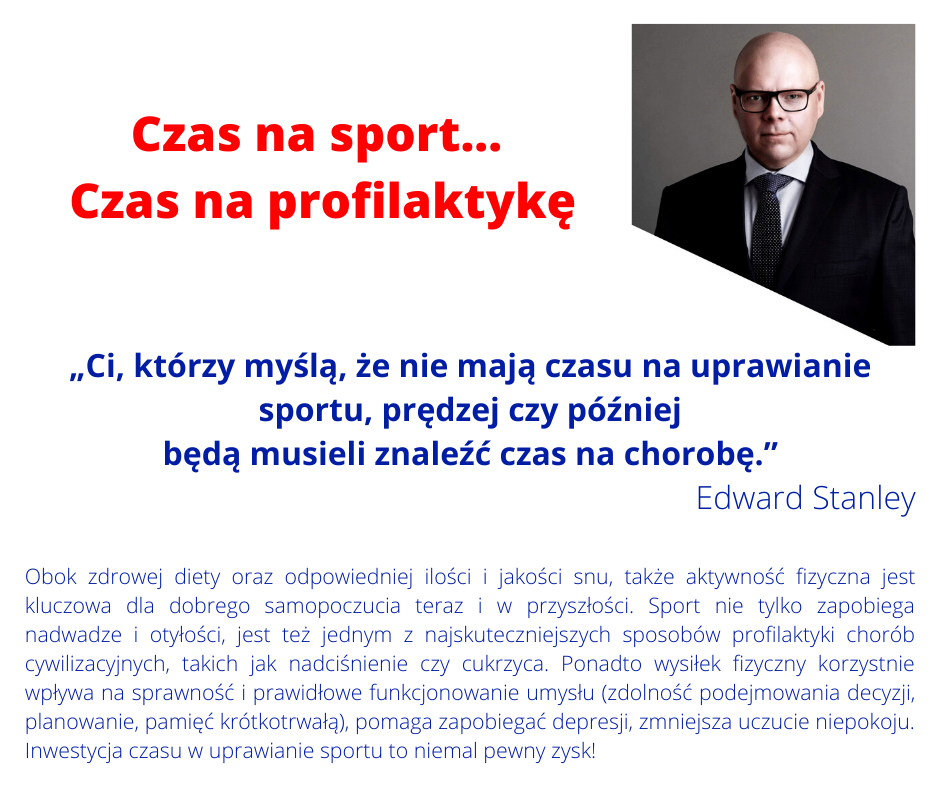 Czas na sport...
Czas na profilaktykę
„Ci, którzy myślą, że nie mają czasu na uprawianie
sportu, prędzej czy później
będą musieli znaleźć czas na chorobę.”
Edward Stanley
Obok zdrowej diety oraz odpowiedniej ilości i jakości snu, także aktywność fizyczna jest
kluczowa dla dobrego samopoczucia teraz i w przyszłości. Sport nie tylko zapobiega
nadwadze i otyłości, jest też jednym z najskuteczniejszych sposobów profilaktyki chorób
cywilizacyjnych, takich jak nadciśnienie czy cukrzyca. Ponadto wysiłek fizyczny korzystnie
wpływa na sprawność i prawidłowe funkcjonowanie umysłu (zdolność podejmowania decyzji,
planowanie, pamięć krótkotrwałą), pomaga zapobiegać depresji, zmniejsza uczucie niepokoju.
Inwestycja czasu w uprawianie sportu to niemal pewny zysk!